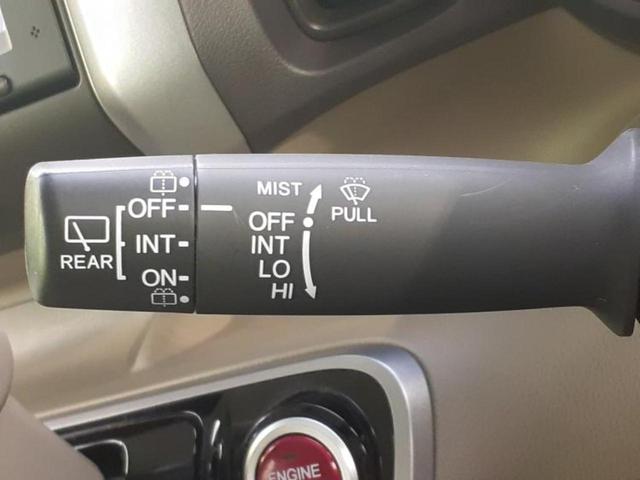 REAR
OFF
INT
ON
MIST
OFF
INT
LO
HI
PULL
ENGINE